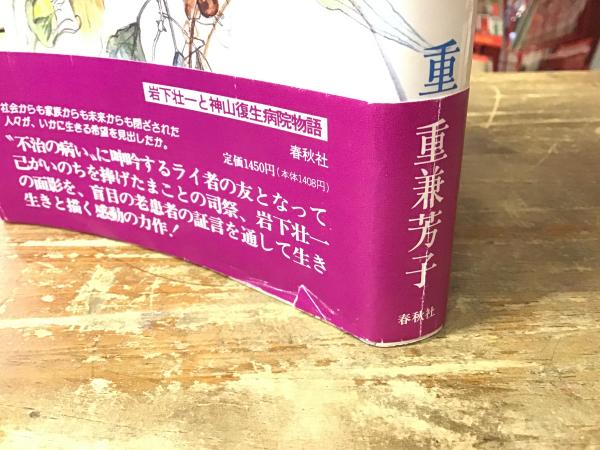 岩下壮一と神山復生病院物語
社会からも家族からも未来からも閉ざされた
人々が、いかに生きる希望を見出したか。
春秋社
定価1450円(本体1408円)
〝不治の病い〟に呻吟するライ者の友となって
己がいのちを捧げたまことの司祭、岩下壮一
の面影を、盲目の老患者の証言を通して生き
生きと描く感動の力作！
重
重兼芳子
春秋社